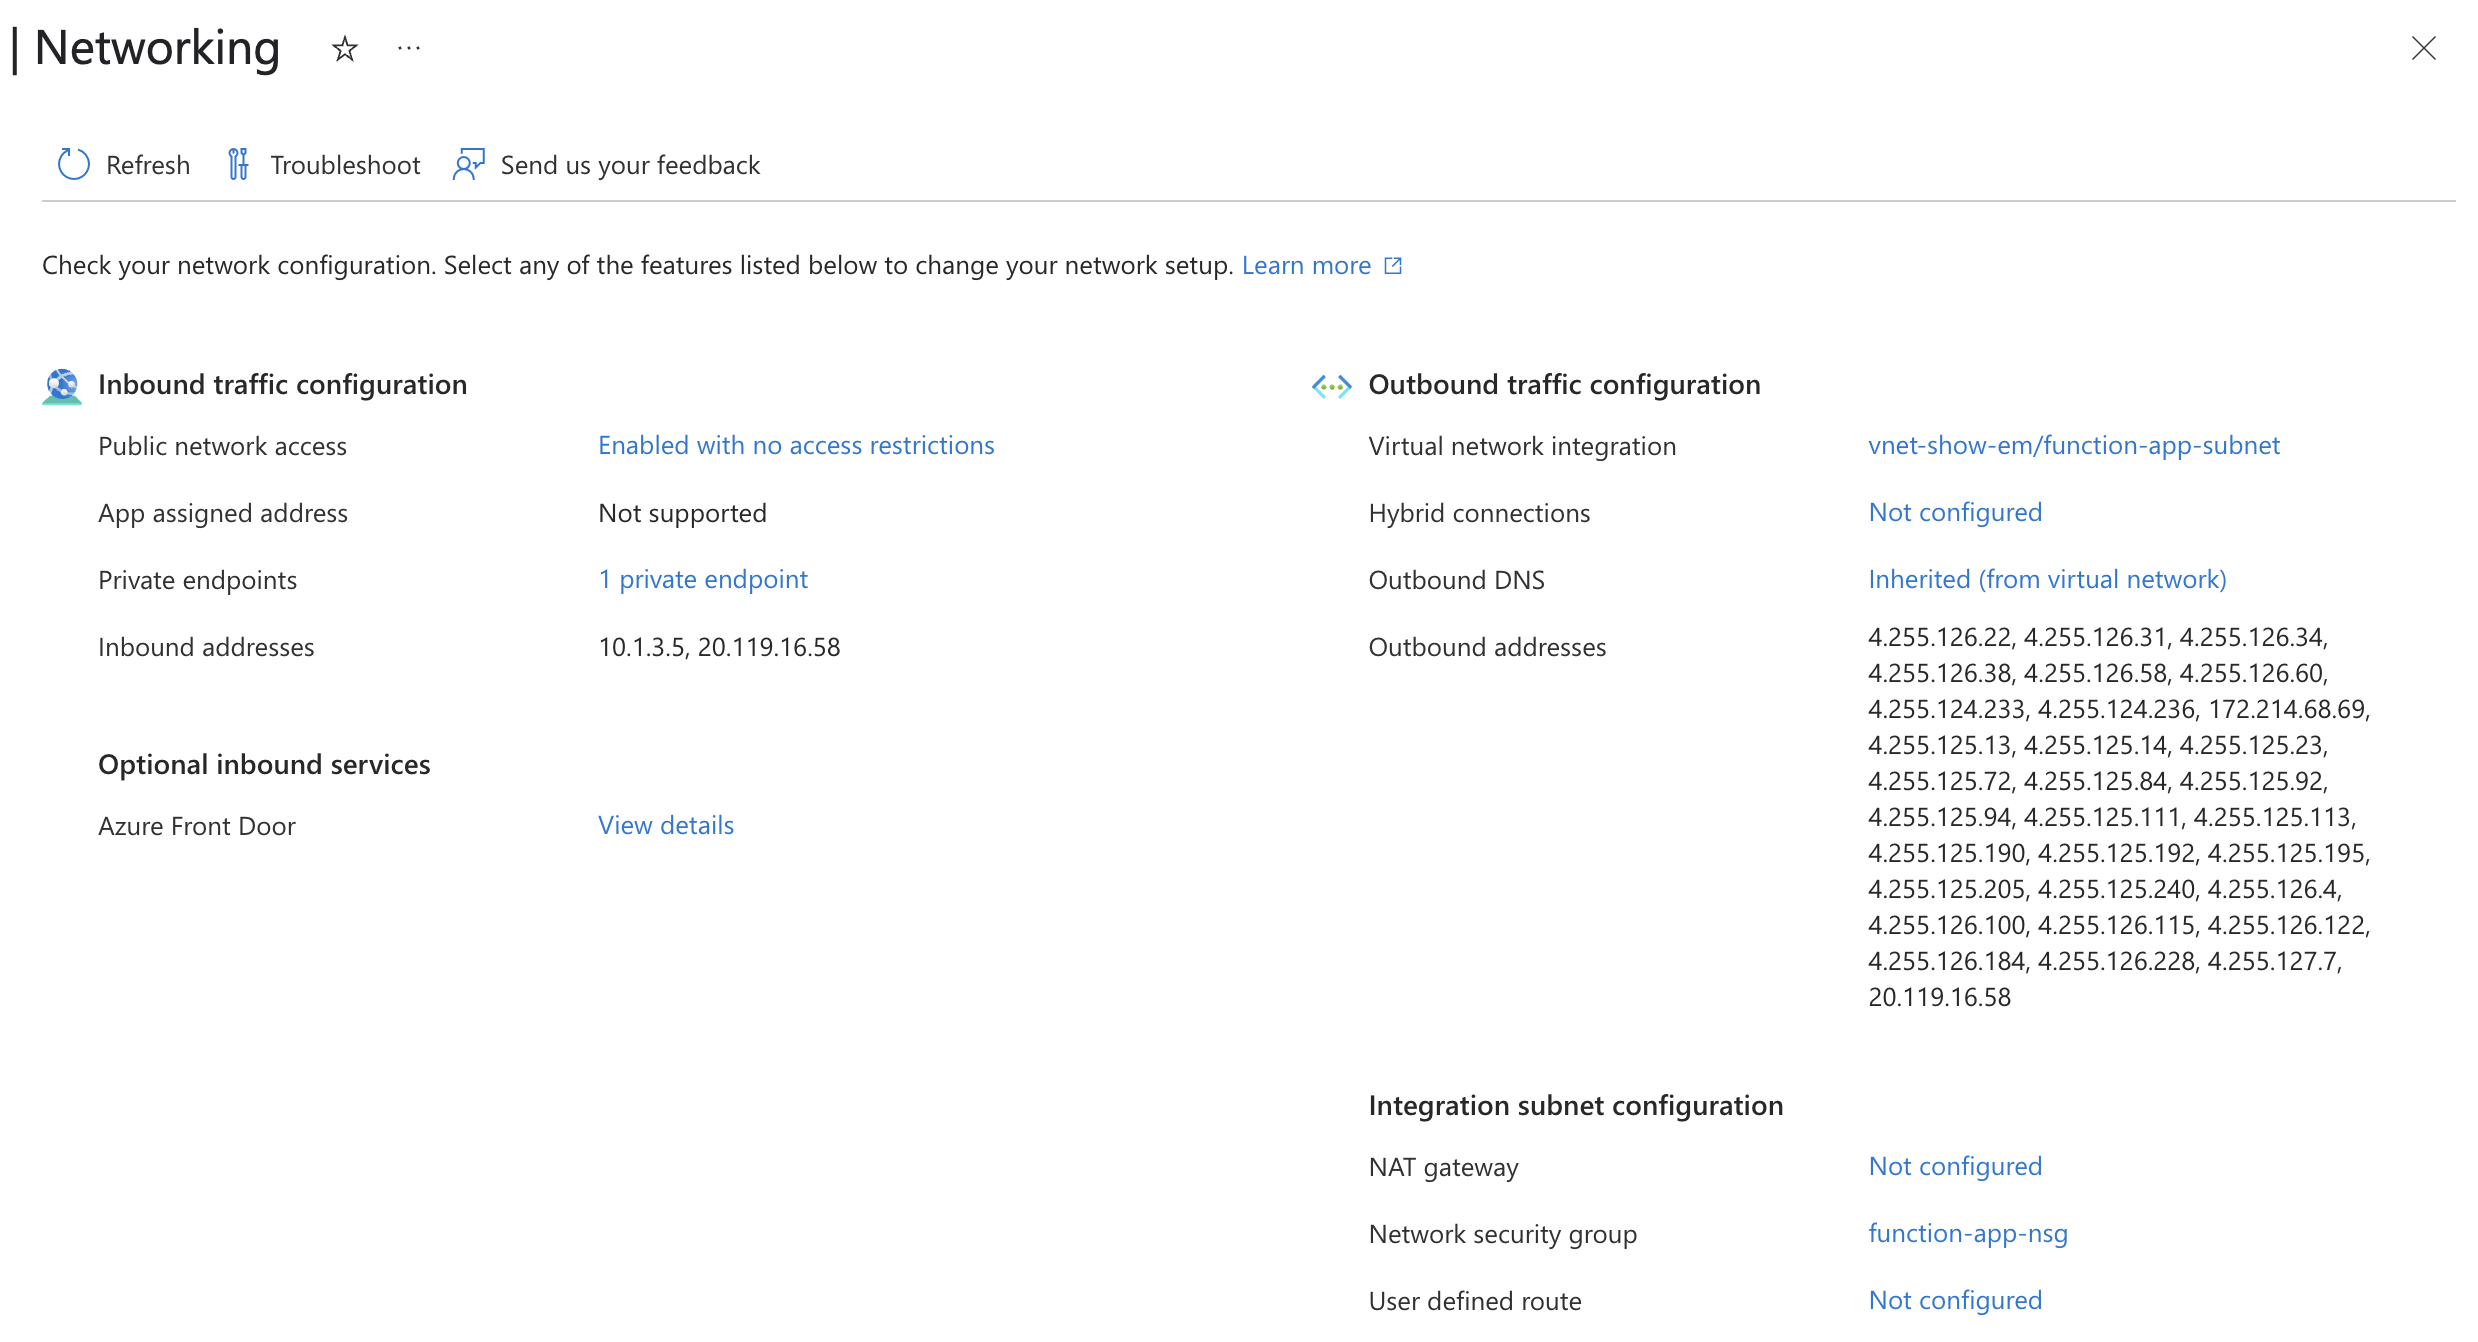 | Networking ...
Refresh Troubleshoot Send us your feedback
Check your network configuration. Select any of the features listed below to change your network setup. Learn more
Inbound traffic configuration
Public network access Enabled with no access restrictions
App assigned address Not supported
Private endpoints 1 private endpoint
Inbound addresses 10.1.3.5, 20.119.16.58
Optional inbound services
Azure Front Door View details
Outbound traffic configuration
Virtual network integration vnet-show-em/function-app-subnet
Hybrid connections Not configured
Outbound DNS Inherited (from virtual network)
Outbound addresses 4.255.126.22, 4.255.126.31, 4.255.126.34,
4.255.126.38, 4.255.126.58, 4.255.126.60,
4.255.124.233, 4.255.124.236, 172.214.68.69,
4.255.125.13, 4.255.125.14, 4.255.125.23,
4.255.125.72, 4.255.125.84, 4.255.125.92,
4.255.125.94, 4.255.125.111, 4.255.125.113,
4.255.125.190, 4.255.125.192, 4.255.125.195,
4.255.125.205, 4.255.125.240, 4.255.126.4,
4.255.126.100, 4.255.126.115, 4.255.126.122,
4.255.126.184, 4.255.126.228, 4.255.127.7,
20.119.16.58
Integration subnet configuration
NAT gateway Not configured
Network security group function-app-nsg
User defined route Not configured